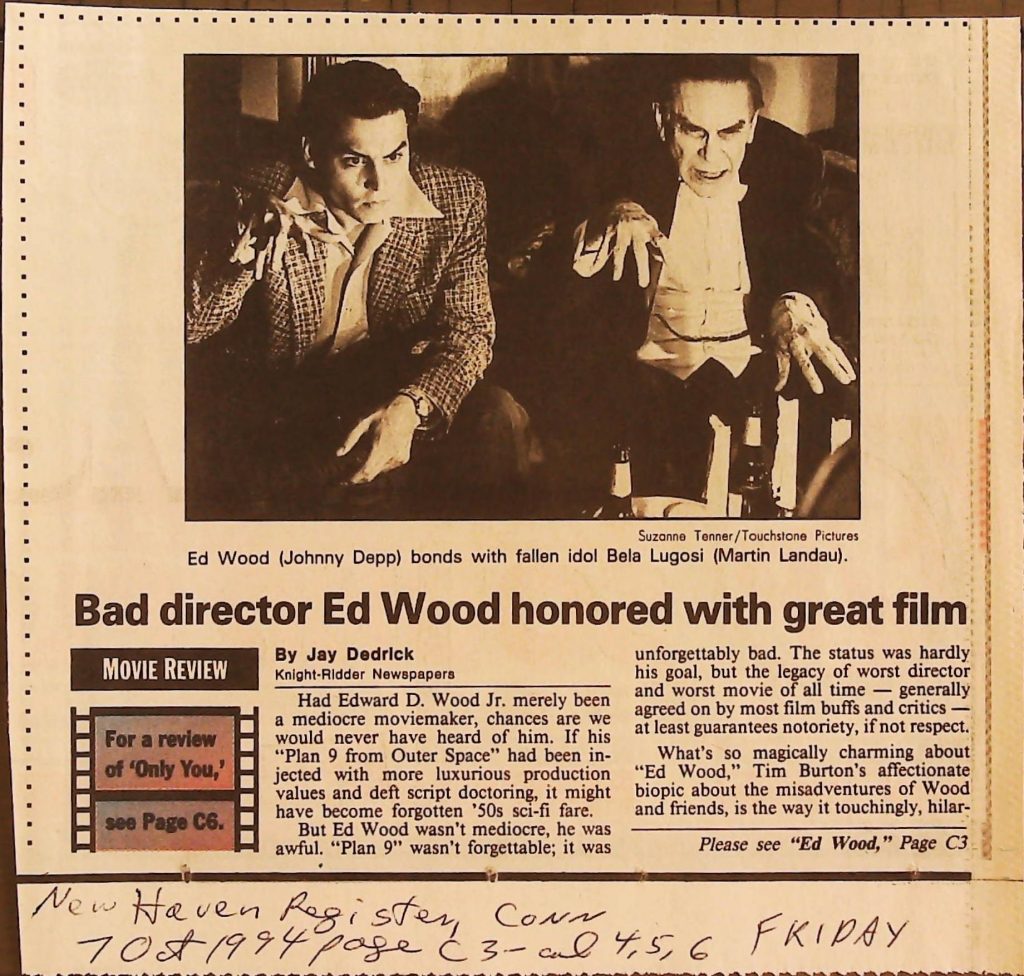 Suzanne Tenner/Touchstone Pictures
Ed Wood (Johnny Depp) bonds with fallen idol Bela Lugosi (Martin Landau).
Bad director Ed Wood honored with great film
MOVIE REVIEW
For a review
of 'Only You,'
see Page C6.
By Jay Dedrick
Knight-Ridder Newspapers
Had Edward D. Wood Jr. merely been
a mediocre moviemaker, chances are we
would never have heard of him. If his
"Plan 9 from Outer Space" had been in-
jected with more luxurious production
values and deft script doctoring, it might
have become forgotten '50s sci-fi fare.
But Ed Wood wasn't mediocre, he was
awful. "Plan 9" wasn't forgettable; it was
unforgettably bad. The status was hardly
his goal, but the legacy of worst director
and worst movie of all time — generally
agreed on by most film buffs and critics —
at least guarantees notoriety, if not respect.
What's so magically charming about
"Ed Wood," Tim Burton's affectionate
biopic about the misadventures of Wood
and friends, is the way it touchingly, hilar-
Please see "Ed Wood," Page C3
New Haven Register, CONN
7 Oct 1994 page C3 - col 4,5,6 FRIDAY